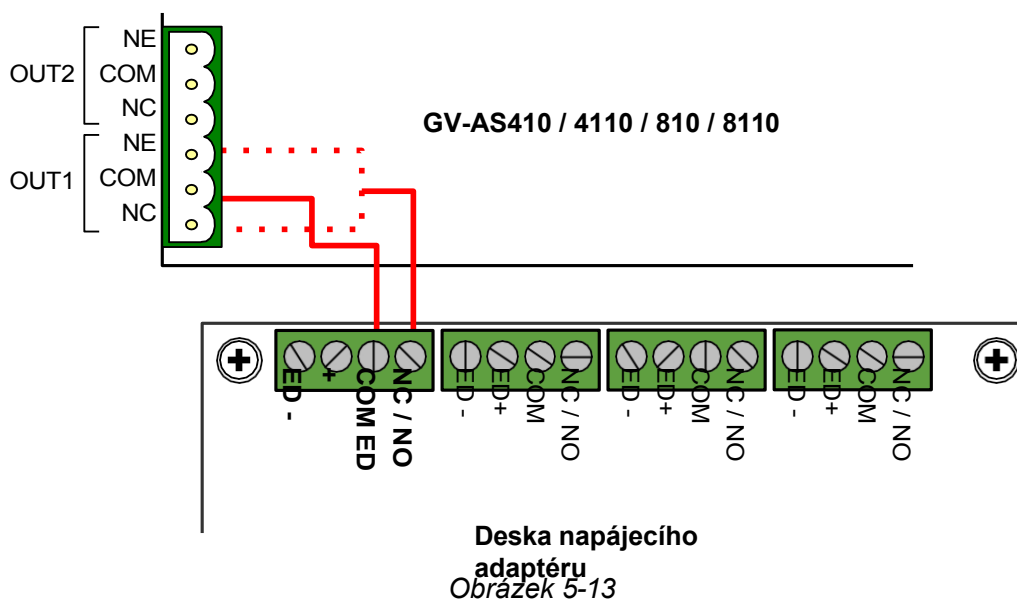 NE
OUT2 COM
NC
GV-AS410 / 4110 / 810 / 8110
NE
OUT1 COM
NC
ED -
+
COM ED
NC / NO
ED -
ED+
COM
NC / NO
ED -
ED+
COM
NC / NO
ED -
ED+
COM
NC / NO
Deska napájecího
adaptéru
Obrázek 5-13